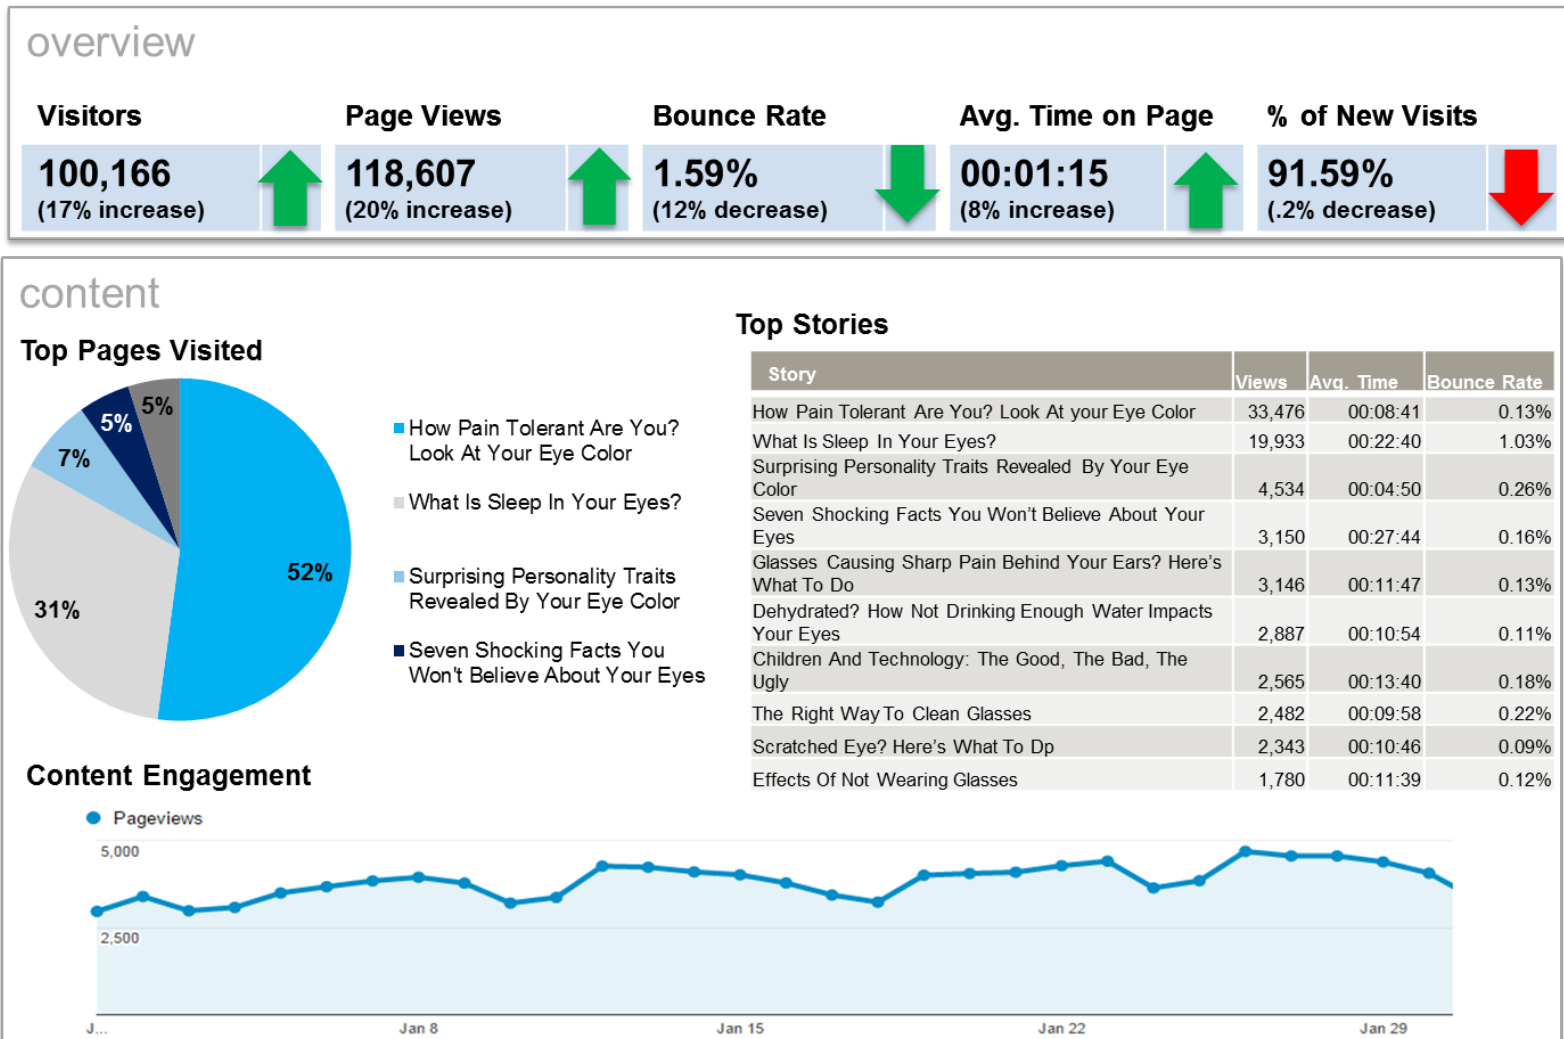 overview
Visitors
Page Views
Bounce Rate
Avg. Time on Page
% of New Visits
100,166
(17% increase)
118,607
(20% increase)
1.59%
(12% decrease)
00:01:15
(8% increase)
91.59%
(.2% decrease)
content
Top Pages Visited
5%
5%
7%
52%
31%
How Pain Tolerant Are You?
Look At Your Eye Color
What Is Sleep In Your Eyes?
Surprising Personality Traits
Revealed By Your Eye Color
Seven Shocking Facts You
Won't Believe About Your Eyes
Top Stories
Story Views Avg. Time Bounce Rate
How Pain Tolerant Are You? Look At your Eye Color 33,476 00:08:41 0.13%
What Is Sleep In Your Eyes? 19,933 00:22:40 1.03%
Surprising Personality Traits Revealed By Your Eye
Color 4,534 00:04:50 0.26%
Seven Shocking Facts You Won't Believe About Your
Eyes 3,150 00:27:44 0.16%
Glasses Causing Sharp Pain Behind Your Ears? Here's
What To Do 3,146 00:11:47 0.13%
Dehydrated? How Not Drinking Enough Water Impacts
Your Eyes 2,887 00:10:54 0.11%
Children And Technology: The Good, The Bad, The
Ugly 2,565 00:13:40 0.18%
The Right Way To Clean Glasses 2,482 00:09:58 0.22%
Scratched Eye? Here's What To Dp 2,343 00:10:46 0.09%
Effects Of Not Wearing Glasses 1,780 00:11:39 0.12%
Content Engagement
Pageviews
5,000
2,500
J... Jan 8 Jan 15 Jan 22 Jan 29